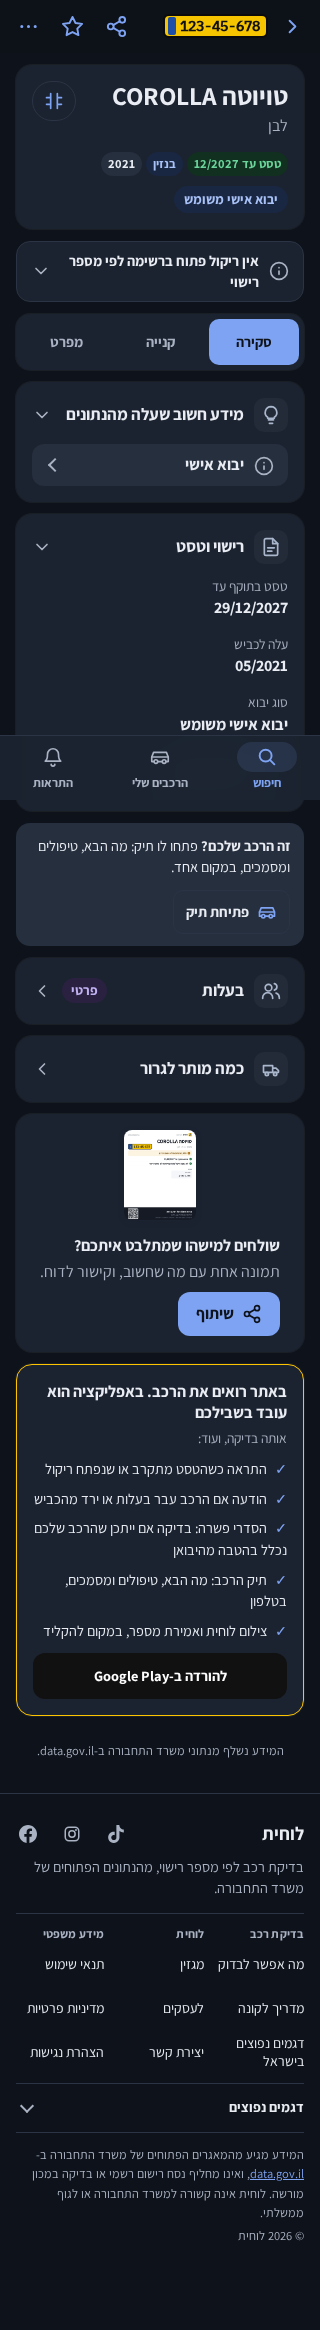 123-45-678
טויוטה COROLLA
לבן
טסט עד 12/2027
בנזין
2021
יבוא אישי משומש
אין ריקול פתוח ברשימה לפי מספר
רישוי
סקירה
קנייה
מפרט
מידע חשוב שעלה מהנתונים
יבוא אישי
רישוי וטסט
טסט בתוקף עד
29/12/2027
עלה לכביש
05/2021
סוג יבוא
יבוא אישי משומש
חיפוש
הרכבים שלי
התראות
זה הרכב שלכם? פתחו לו תיק: מה הבא, טיפולים
ומסמכים, במקום אחד.
פתיחת תיק
בעלות
פרטי
כמה מותר לגרור
שולחים למישהו שמתלבט איתכם?
תמונה אחת עם מה שחשוב, וקישור לדוח.
שיתוף
באתר רואים את הרכב. באפליקציה הוא
עובד בשבילכם
אותה בדיקה, ועוד:
✓ התראה כשהטסט מתקרב או שנפתח ריקול
✓ הודעה אם הרכב עבר בעלות או ירד מהכביש
✓ הסדרי פשרה: בדיקה אם ייתכן שהרכב שלכם
נכלל בהטבה מהיבואן
✓ תיק הרכב: מה הבא, טיפולים ומסמכים,
בטלפון
✓ צילום לוחית ואמירת מספר, במקום להקליד
להורדה ב-Google Play
המידע נשלף מנתוני משרד התחבורה ב-data.gov.il.
לוחית
בדיקת רכב לפי מספר רישוי, מהנתונים הפתוחים של
משרד התחבורה.
בדיקת רכב
לוחית
מידע משפטי
מה אפשר לבדוק
מגזין
תנאי שימוש
מדריך לקונה
לעסקים
מדיניות פרטיות
דגמים נפוצים
בישראל
יצירת קשר
הצהרת נגישות
דגמים נפוצים
המידע מגיע מהמאגרים הפתוחים של משרד התחבורה ב-
data.gov.il, ואינו מחליף נסח רישום רשמי או בדיקה במכון
מורשה. לוחית אינה קשורה למשרד התחבורה או לגוף
ממשלתי.
© 2026 לוחית